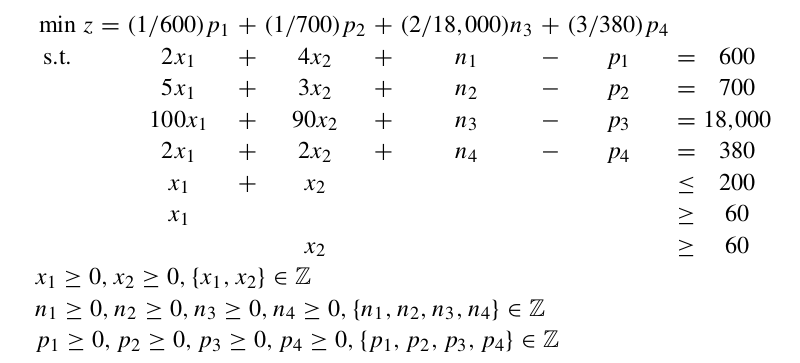 min z = (1/600)p₁ + (1/700)p₂ + (2/18,000)n₃ + (3/380)p₄
s.t. 2x₁ + 4x₂ + n₁ − p₁ = 600
5x₁ + 3x₂ + n₂ − p₂ = 700
100x₁ + 90x₂ + n₃ − p₃ = 18,000
2x₁ + 2x₂ + n₄ − p₄ = 380
x₁ + x₂ ≤ 200
x₁ ≥ 60
x₂ ≥ 60
x₁ ≥ 0, x₂ ≥ 0, {x₁, x₂} ∈ ℤ
n₁ ≥ 0, n₂ ≥ 0, n₃ ≥ 0, n₄ ≥ 0, {n₁, n₂, n₃, n₄} ∈ ℤ
p₁ ≥ 0, p₂ ≥ 0, p₃ ≥ 0, p₄ ≥ 0, {p₁, p₂, p₃, p₄} ∈ ℤ